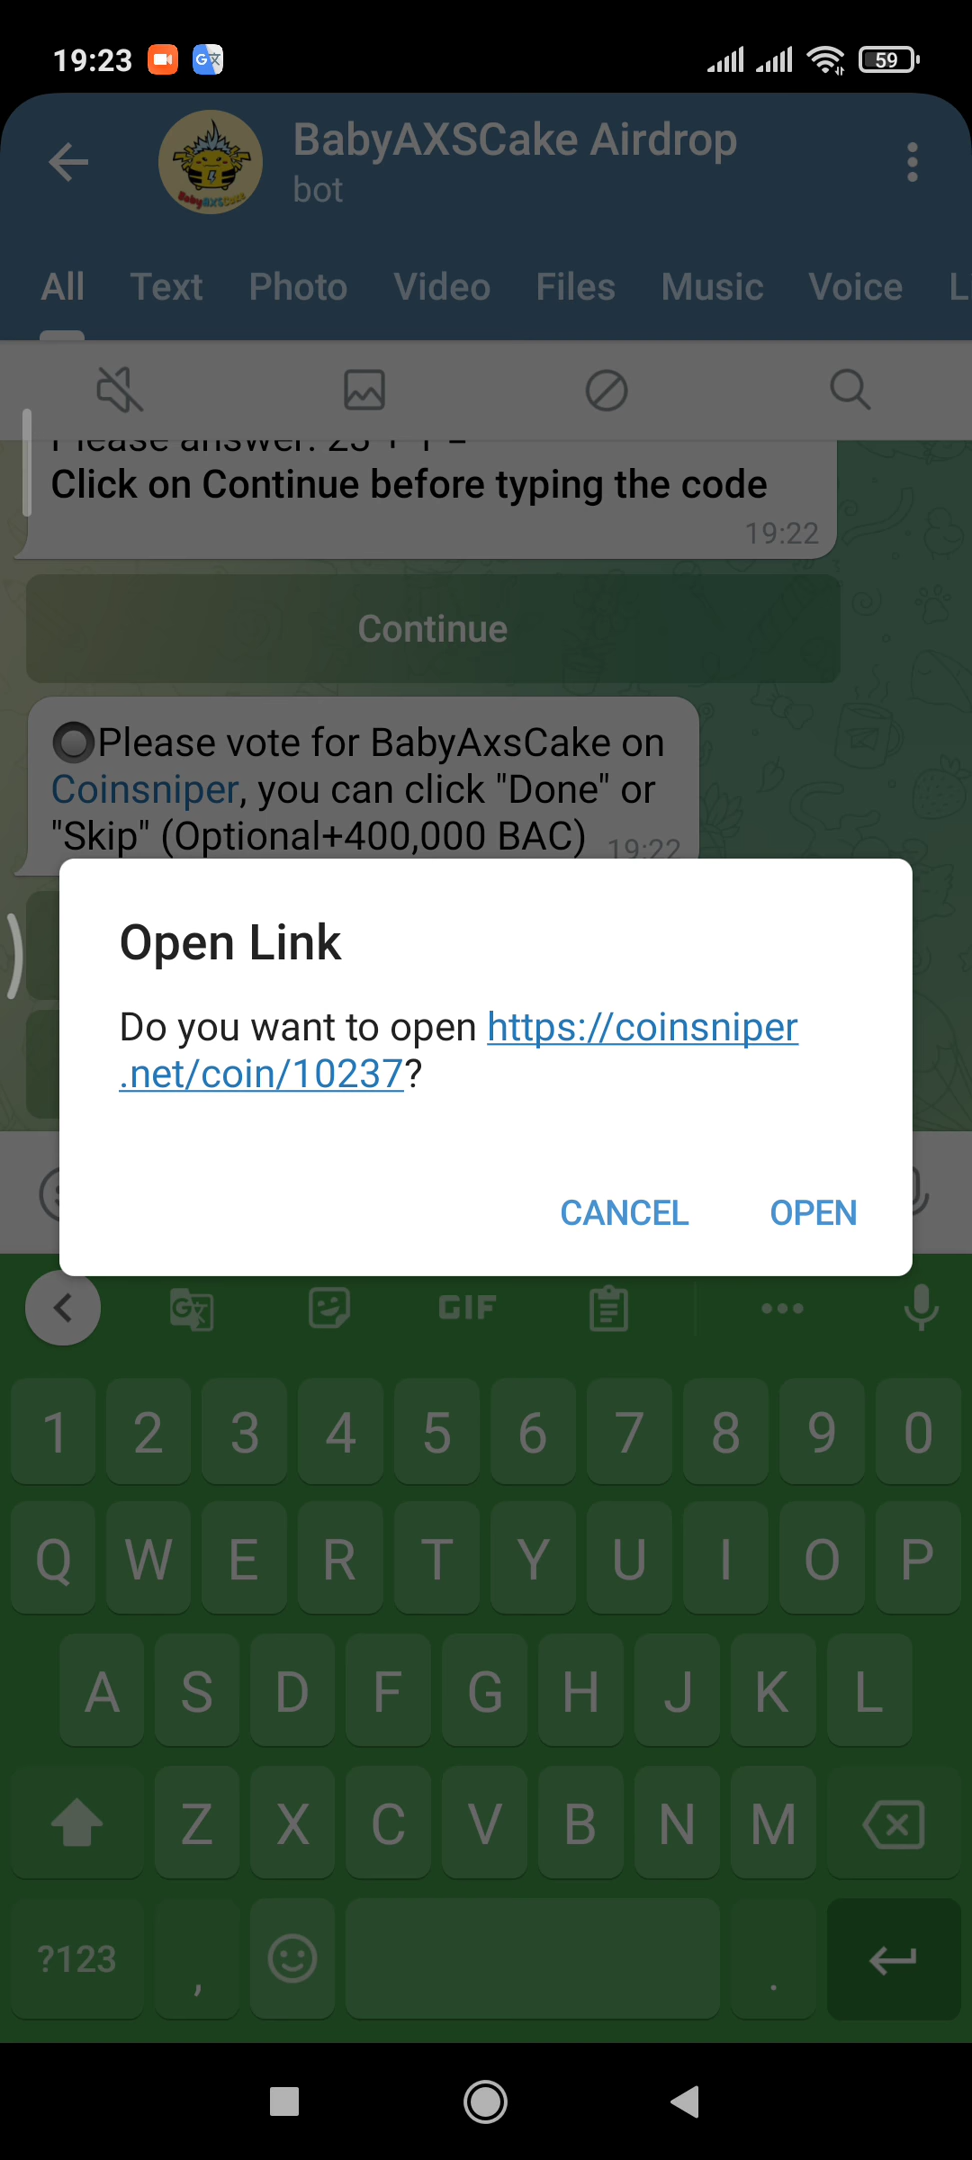 19:23
59
BabyAXSCake Airdrop
bot
All Text Photo Video Files Music Voice L
Please answer:
Click on Continue before typing the code
19:22
Continue
Please vote for BabyAxsCake on
Coinsniper, you can click "Done" or
"Skip" (Optional+400,000 BAC) 19:22
Open Link
Do you want to open https://coinsniper
.net/coin/10237?
CANCEL OPEN
GIF
1 2 3 4 5 6 7 8 9 0
Q W E R T Y U I O P
A S D F G H J K L
Z X C V B N M
?123 , .